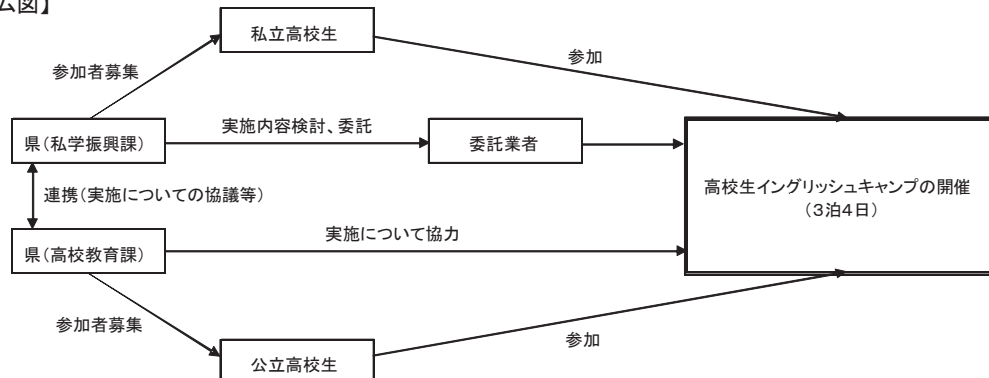 ム図】
私立高校生
参加者募集
参加
県(私学振興課)
実施内容検討、委託
委託業者
高校生イングリッシュキャンプの開催
(3泊4日)
連携(実施についての協議等)
県(高校教育課)
実施について協力
参加者募集
参加
公立高校生